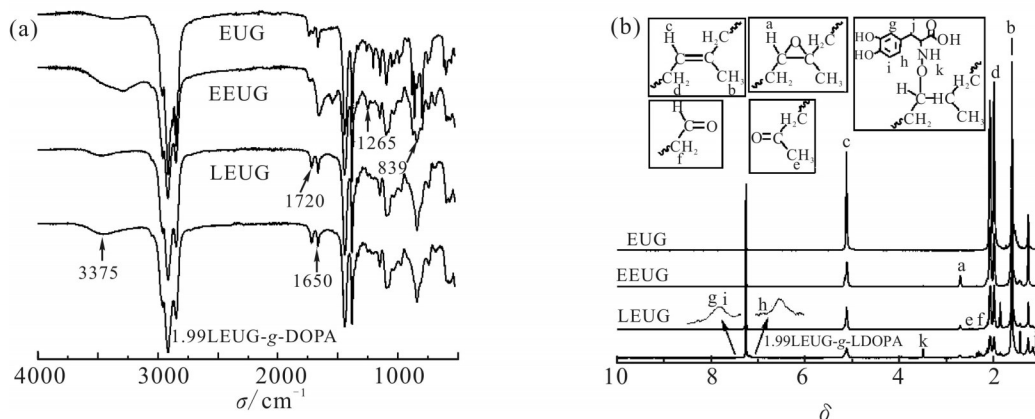 (a)
EUG
EEUG
1265
839
LEUG
1720
3375
1650
1.99LEUG-g-DOPA
4000
3000
2000
1000
σ/ cm⁻¹
(b)
c
H
H₂C
CH₂
CH₃
d
b
a
H
O
H₂C
CH₂
CH₃
g
j
O
HO
HO
OH
NH
i
h
k
O
H
H
H₂C
CH₂
CH₃
H
C=O
CH₂
f
H₂C
O=C
CH₃
e
b
d
c
EUG
EEUG
a
g i
h
LEUG
e f
1.99LEUG-g-LDOPA
k
10
8
6
4
2
δ